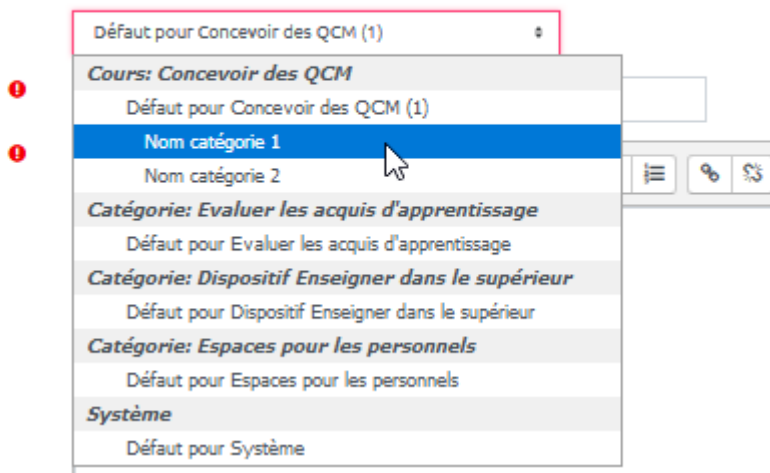 Défaut pour Concevoir des QCM (1)
Cours: Concevoir des QCM
Défaut pour Concevoir des QCM (1)
Nom catégorie 1
Nom catégorie 2
Catégorie: Evaluer les acquis d'apprentissage
Défaut pour Evaluer les acquis d'apprentissage
Catégorie: Dispositif Enseigner dans le supérieur
Défaut pour Dispositif Enseigner dans le supérieur
Catégorie: Espaces pour les personnels
Défaut pour Espaces pour les personnels
Système
Défaut pour Système